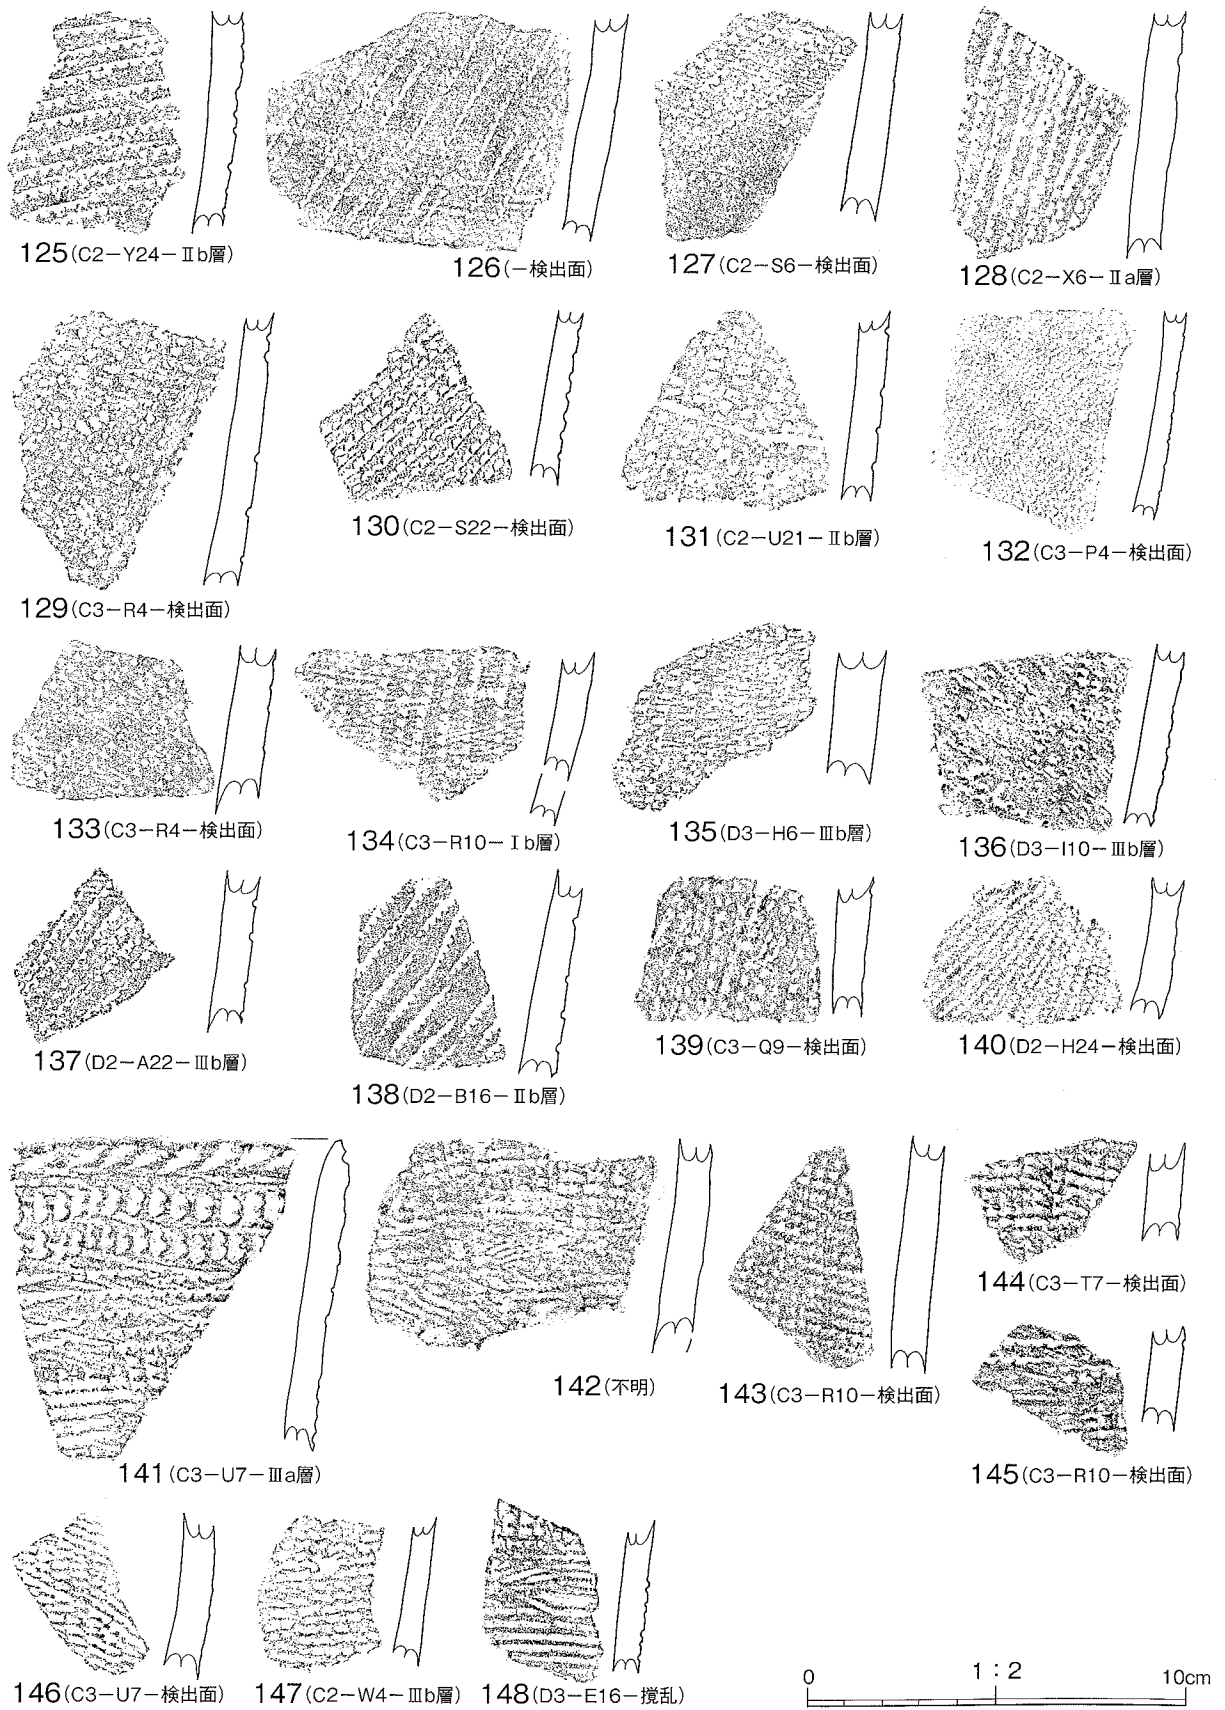 125(C2－Y24－Ⅱb層)
126(－検出面)
127(C2－S6－検出面)
128(C2－X6－Ⅱa層)
129(C3－R4－検出面)
130(C2－S22－検出面)
131(C2－U21－Ⅱb層)
132(C3－P4－検出面)
133(C3－R4－検出面)
134(C3－R10－Ⅰb層)
135(D3－H6－Ⅲb層)
136(D3－I10－Ⅲb層)
137(D2－A22－Ⅲb層)
138(D2－B16－Ⅱb層)
139(C3－Q9－検出面)
140(D2－H24－検出面)
141(C3－U7－Ⅲa層)
142(不明)
143(C3－R10－検出面)
144(C3－T7－検出面)
145(C3－R10－検出面)
146(C3－U7－検出面)
147(C2－W4－Ⅲb層)
148(D3－E16－撹乱)
0 1：2 10cm